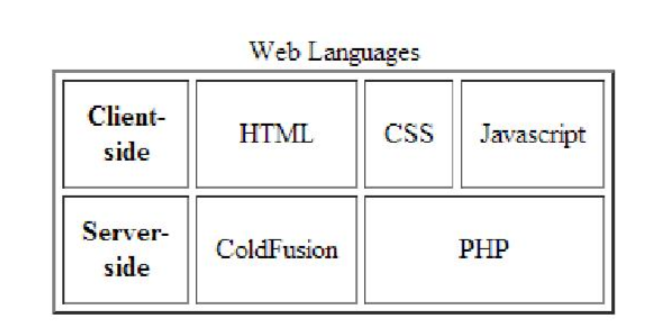 Web Languages
Client-
side
HTML
CSS
Javascript
Server-
side
ColdFusion
PHP